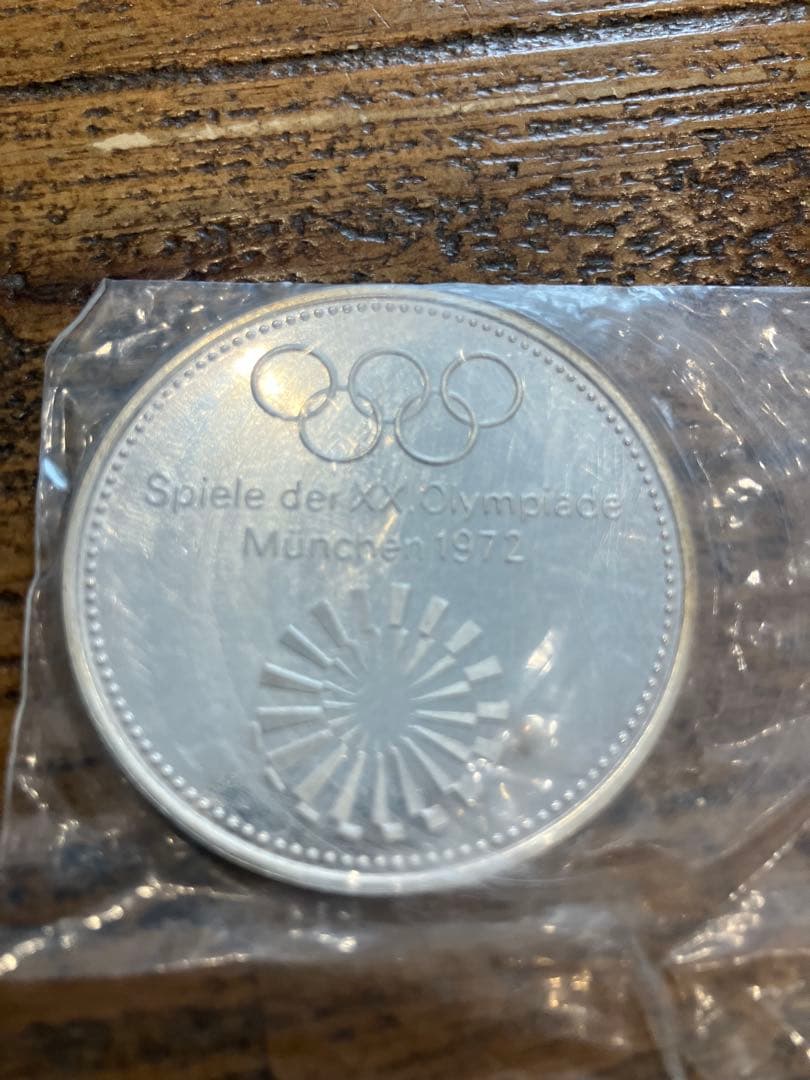 Spiele der XX. Olympiade
München 1972